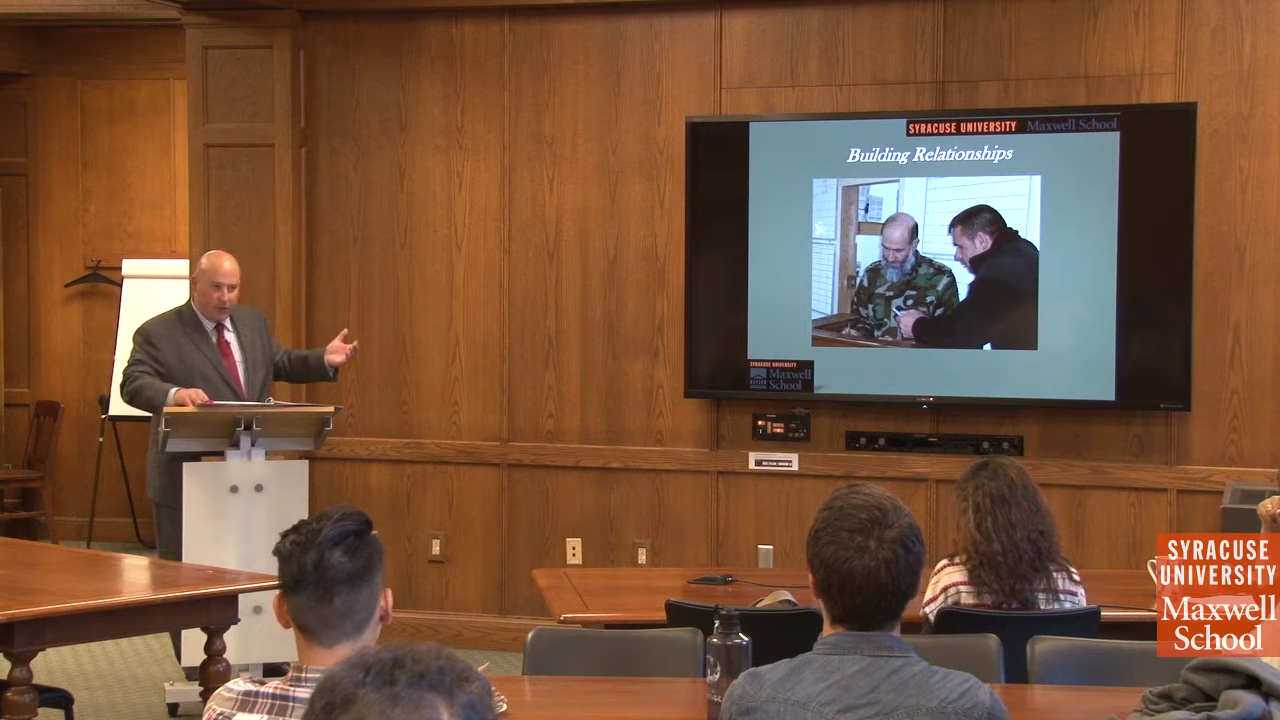 SYRACUSE UNIVERSITY Maxwell School
Building Relationships
SYRACUSE UNIVERSITY
Maxwell
School
SYRACUSE
UNIVERSITY
Maxwell
School